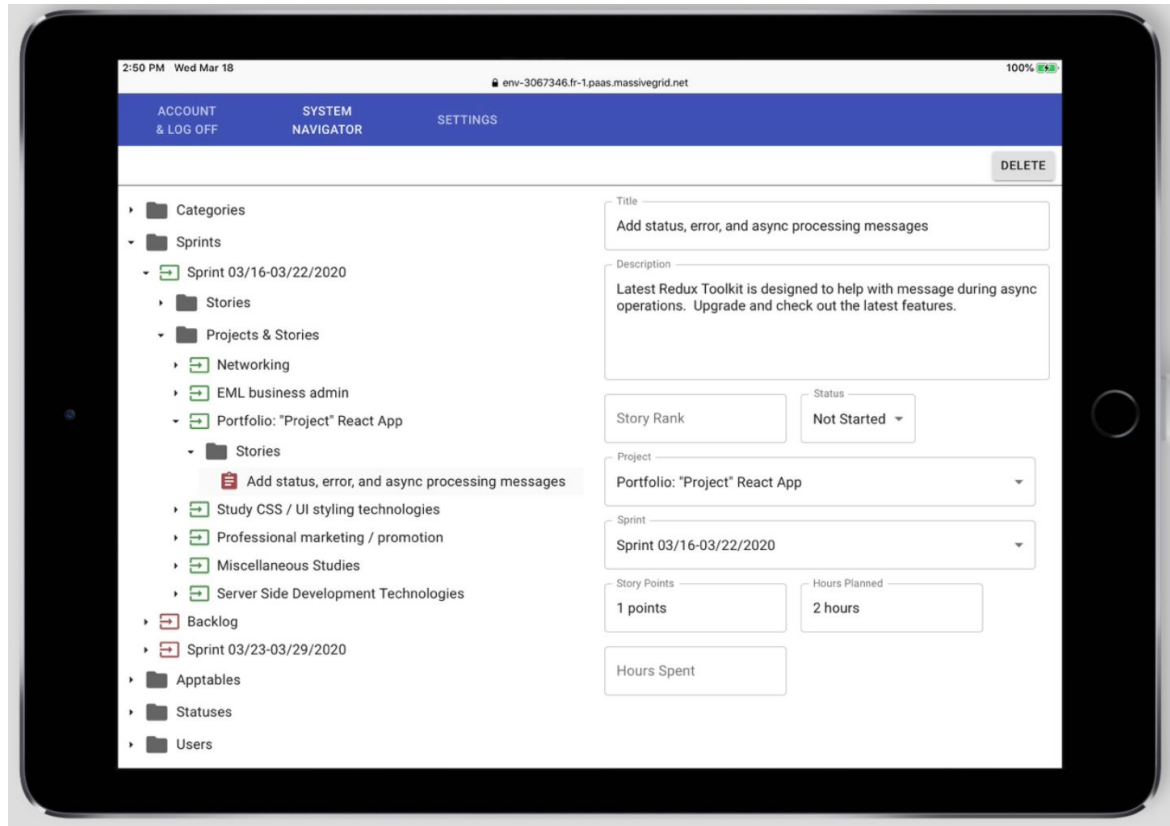 2:50 PM Wed Mar 18
100%
env-3067346.fr-1.paas.massivegrid.net
ACCOUNT
& LOG OFF
SYSTEM
NAVIGATOR
SETTINGS
DELETE
Categories
Sprints
Sprint 03/16-03/22/2020
Stories
Projects & Stories
Networking
EML business admin
Portfolio: "Project" React App
Stories
Add status, error, and async processing messages
Study CSS / UI styling technologies
Professional marketing / promotion
Miscellaneous Studies
Server Side Development Technologies
Backlog
Sprint 03/23-03/29/2020
Apptables
Statuses
Users
Title
Add status, error, and async processing messages
Description
Latest Redux Toolkit is designed to help with message during async
operations.  Upgrade and check out the latest features.
Story Rank
Status
Not Started
Project
Portfolio: "Project" React App
Sprint
Sprint 03/16-03/22/2020
Story Points
1 points
Hours Planned
2 hours
Hours Spent